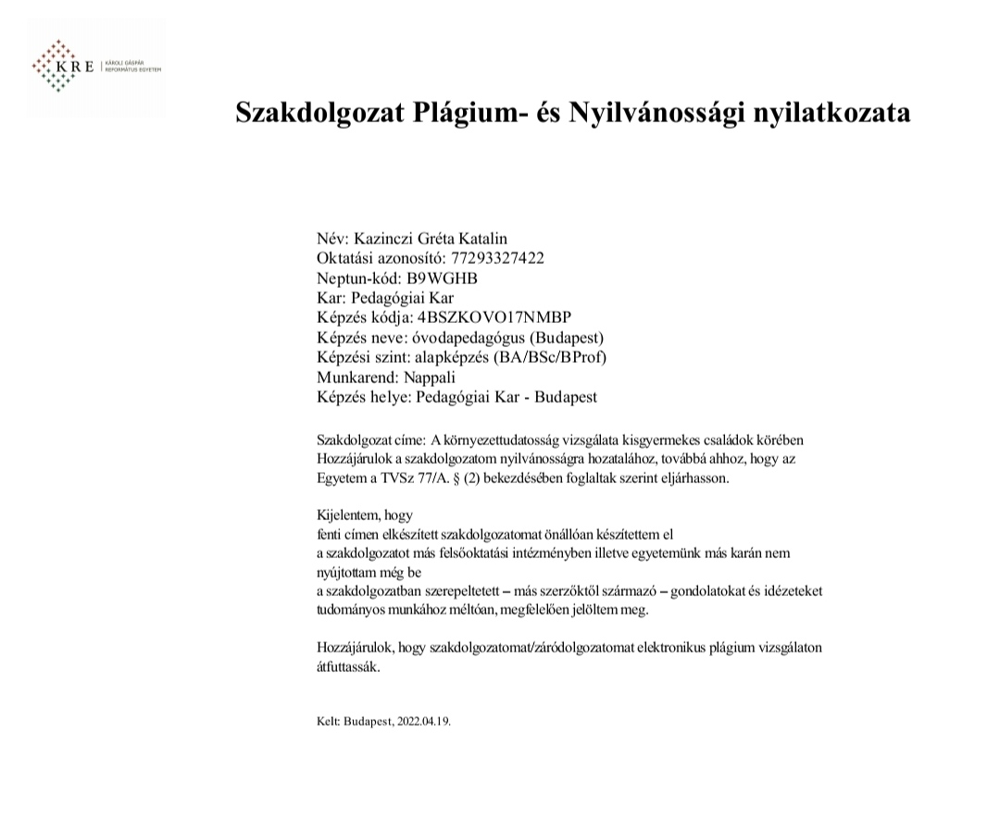 KRE
KÁROLI GÁSPÁR
REFORMÁTUS EGYETEM
Szakdolgozat Plágium- és Nyilvánossági nyilatkozata
Név: Kazinczi Gréta Katalin
Oktatási azonosító: 77293327422
Neptun-kód: B9WGHB
Kar: Pedagógiai Kar
Képzés kódja: 4BSZKOVO17NMBP
Képzés neve: óvodapedagógus (Budapest)
Képzési szint: alapképzés (BA/BSc/BProf)
Munkarend: Nappali
Képzés helye: Pedagógiai Kar - Budapest
Szakdolgozat címe: A környezettudatosság vizsgálata kisgyermekes családok körében
Hozzájárulok a szakdolgozatom nyilvánosságra hozatalához, továbbá ahhoz, hogy az
Egyetem a TVSz 77/A. § (2) bekezdésében foglaltak szerint eljárhasson.
Kijelentem, hogy
fenti címen elkészített szakdolgozatomat önállóan készítettem el
a szakdolgozatot más felsőoktatási intézményben illetve egyetemünk más karán nem
nyújtottam még be
a szakdolgozatban szerepeltetett – más szerzőktől származó – gondolatokat és idézeteket
tudományos munkához méltóan, megfelelően jelöltem meg.
Hozzájárulok, hogy szakdolgozatomat/záródolgozatomat elektronikus plágium vizsgálaton
átfuttassák.
Kelt: Budapest, 2022.04.19.